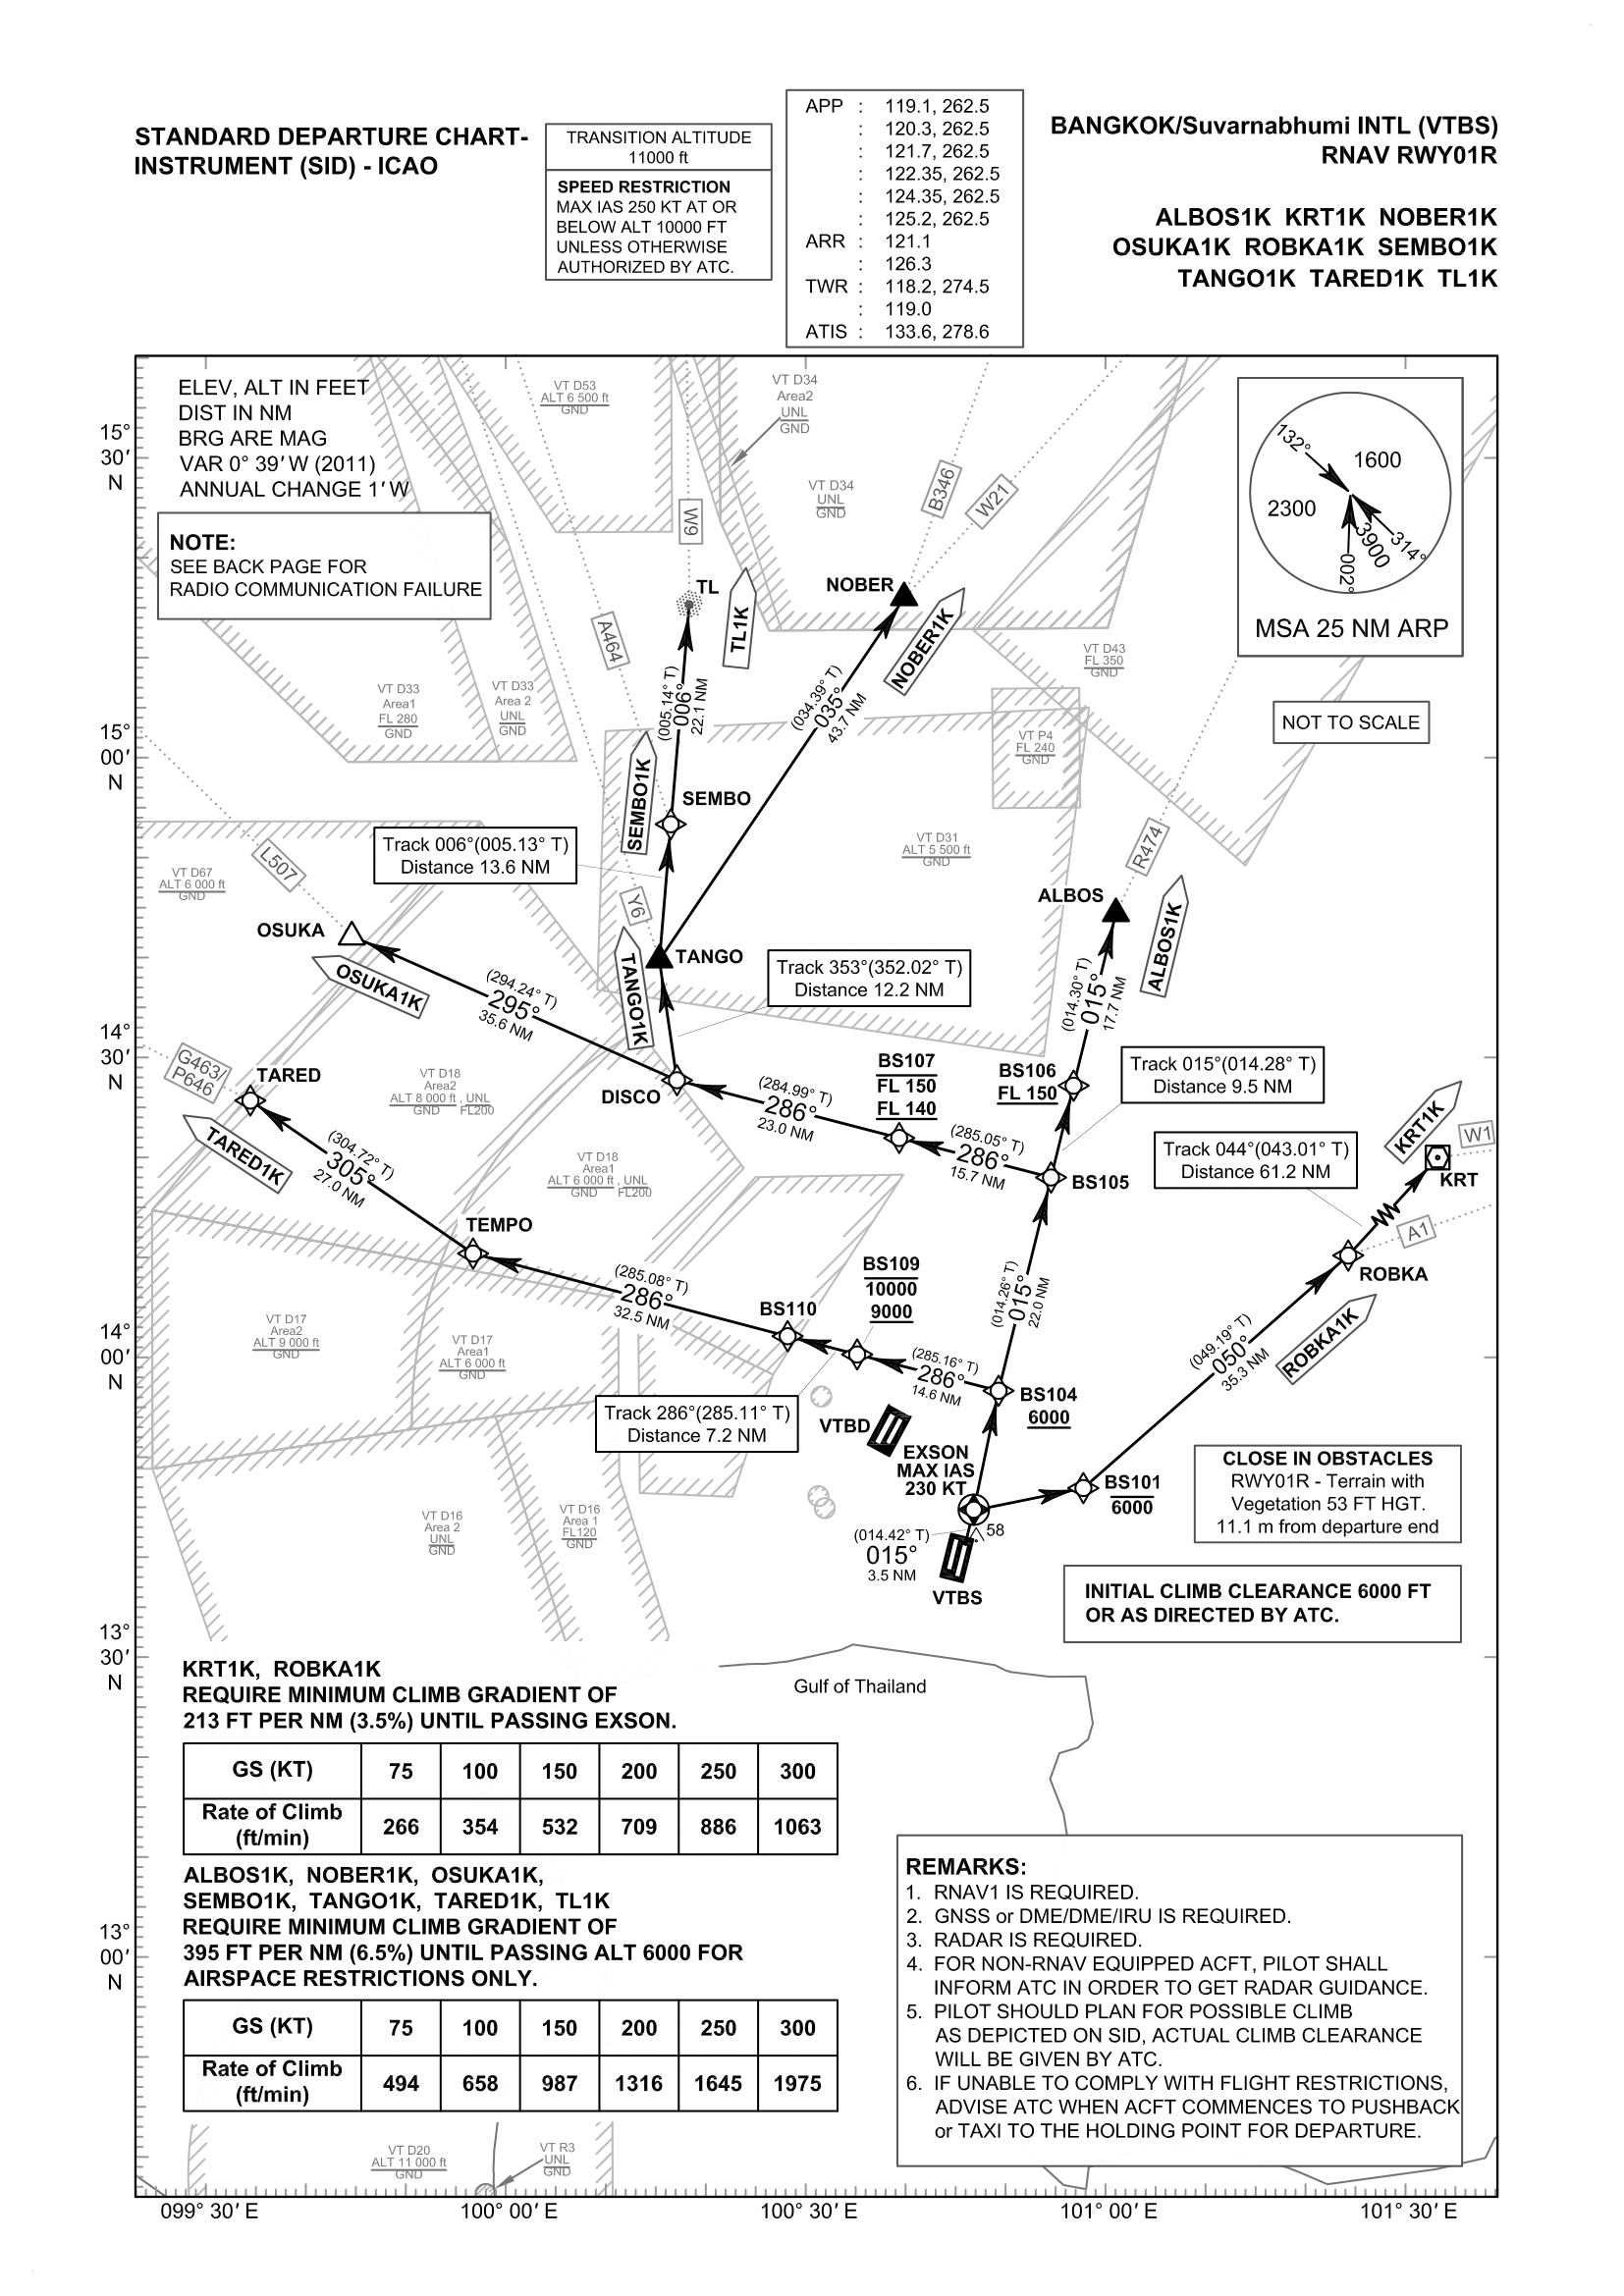 STANDARD DEPARTURE CHART-
INSTRUMENT (SID) - ICAO
TRANSITION ALTITUDE
11000 ft
SPEED RESTRICTION
MAX IAS 250 KT AT OR
BELOW ALT 10000 FT
UNLESS OTHERWISE
AUTHORIZED BY ATC.
APP : 119.1, 262.5
: 120.3, 262.5
: 121.7, 262.5
: 122.35, 262.5
: 124.35, 262.5
: 125.2, 262.5
ARR : 121.1
: 126.3
TWR : 118.2, 274.5
: 119.0
ATIS : 133.6, 278.6
BANGKOK/Suvarnabhumi INTL (VTBS)
RNAV RWY01R
ALBOS1K KRT1K NOBER1K
OSUKA1K ROBKA1K SEMBO1K
TANGO1K TARED1K TL1K
ELEV, ALT IN FEET
DIST IN NM
BRG ARE MAG
VAR 0° 39′ W (2011)
ANNUAL CHANGE 1′ W
NOTE:
SEE BACK PAGE FOR
RADIO COMMUNICATION FAILURE
VT D53
ALT 6 500 ft
GND
VT D34
Area2
UNL
GND
VT D34
UNL
GND
W9
B346
W21
132°
1600
2300
3900
314°
002°
MSA 25 NM ARP
NOT TO SCALE
15°
30′
N
15°
00′
N
14°
30′
N
14°
00′
N
13°
30′
N
13°
00′
N
TL
TL1K
NOBER
NOBER1K
A464
VT D33
Area1
FL 280
GND
VT D33
Area 2
UNL
GND
(005.14° T)
006°
22.1 NM
(034.39° T)
035°
43.7 NM
VT D43
FL 350
GND
VT P4
FL 240
GND
SEMBO1K
SEMBO
Track 006°(005.13° T)
Distance 13.6 NM
VT D31
ALT 5 500 ft
GND
R474
L507
VT D67
ALT 6 000 ft
GND
Y6
ALBOS
ALBOS1K
OSUKA
OSUKA1K
TANGO
TANGO1K
Track 353°(352.02° T)
Distance 12.2 NM
(294.24° T)
295°
35.6 NM
(014.30° T)
015°
17.7 NM
G463/
P646
TARED
TARED1K
VT D18
Area2
ALT 8 000 ft , UNL
GND FL200
DISCO
BS107
FL 150
FL 140
BS106
FL 150
Track 015°(014.28° T)
Distance 9.5 NM
(284.99° T)
286°
23.0 NM
(285.05° T)
286°
15.7 NM
BS105
Track 044°(043.01° T)
Distance 61.2 NM
KRT1K
W1
KRT
A1
(304.72° T)
305°
27.0 NM
VT D18
Area1
ALT 6 000 ft , UNL
GND FL200
TEMPO
(285.08° T)
286°
32.5 NM
BS110
BS109
10000
9000
(014.26° T)
015°
22.0 NM
ROBKA
ROBKA1K
(049.19° T)
050°
35.3 NM
VT D17
Area2
ALT 9 000 ft
GND
VT D17
Area1
ALT 6 000 ft
GND
(285.16° T)
286°
14.6 NM
BS104
6000
Track 286°(285.11° T)
Distance 7.2 NM
VTBD
EXSON
MAX IAS
230 KT
BS101
6000
58
(014.42° T)
015°
3.5 NM
VTBS
VT D16
Area 2
UNL
GND
VT D16
Area 1
FL120
GND
CLOSE IN OBSTACLES
RWY01R - Terrain with
Vegetation 53 FT HGT.
11.1 m from departure end
INITIAL CLIMB CLEARANCE 6000 FT
OR AS DIRECTED BY ATC.
Gulf of Thailand
KRT1K, ROBKA1K
REQUIRE MINIMUM CLIMB GRADIENT OF
213 FT PER NM (3.5%) UNTIL PASSING EXSON.
GS (KT) 75 100 150 200 250 300
Rate of Climb
(ft/min) 266 354 532 709 886 1063
ALBOS1K, NOBER1K, OSUKA1K,
SEMBO1K, TANGO1K, TARED1K, TL1K
REQUIRE MINIMUM CLIMB GRADIENT OF
395 FT PER NM (6.5%) UNTIL PASSING ALT 6000 FOR
AIRSPACE RESTRICTIONS ONLY.
GS (KT) 75 100 150 200 250 300
Rate of Climb
(ft/min) 494 658 987 1316 1645 1975
REMARKS:
1. RNAV1 IS REQUIRED.
2. GNSS or DME/DME/IRU IS REQUIRED.
3. RADAR IS REQUIRED.
4. FOR NON-RNAV EQUIPPED ACFT, PILOT SHALL
INFORM ATC IN ORDER TO GET RADAR GUIDANCE.
5. PILOT SHOULD PLAN FOR POSSIBLE CLIMB
AS DEPICTED ON SID, ACTUAL CLIMB CLEARANCE
WILL BE GIVEN BY ATC.
6. IF UNABLE TO COMPLY WITH FLIGHT RESTRICTIONS,
ADVISE ATC WHEN ACFT COMMENCES TO PUSHBACK
or TAXI TO THE HOLDING POINT FOR DEPARTURE.
VT D20
ALT 11 000 ft
GND
VT R3
UNL
GND
099° 30′ E
100° 00′ E
100° 30′ E
101° 00′ E
101° 30′ E